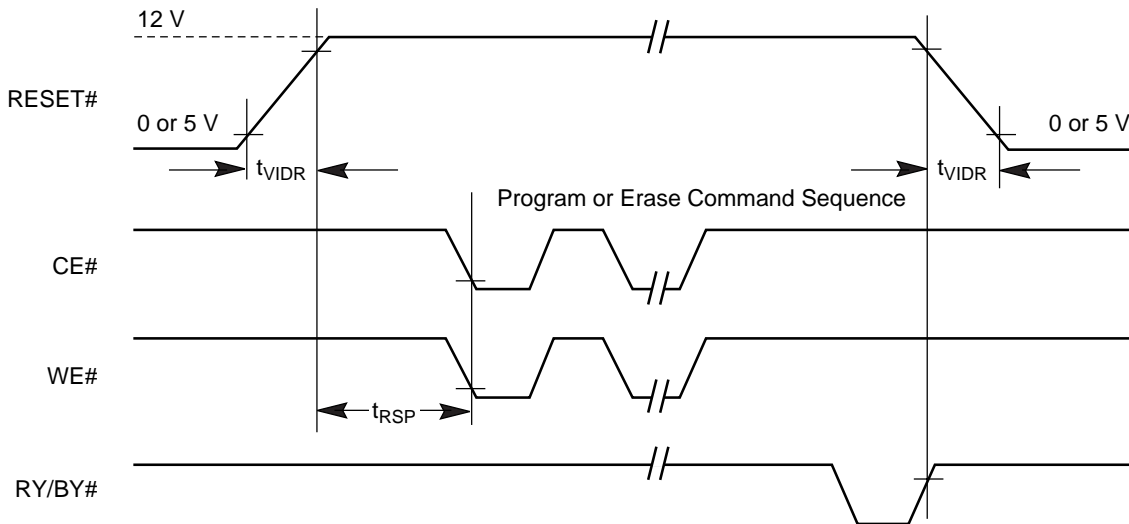 12 V
RESET#
0 or 5 V
0 or 5 V
tVIDR
tVIDR
Program or Erase Command Sequence
CE#
WE#
tRSP
RY/BY#